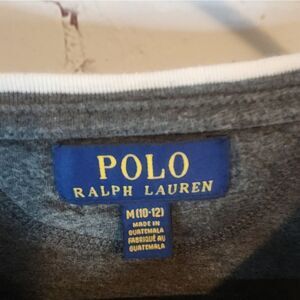 POLO
RALPH LAUREN
M(10-12)
MADE IN
GUATEMALA
FABRIQUÉ AU
GUATEMALA